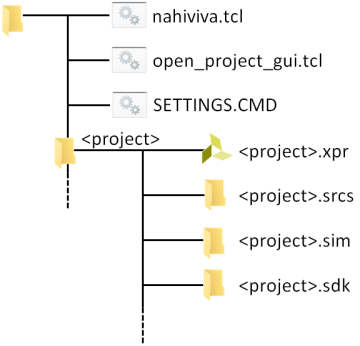 nahiviva.tcl
open_project_gui.tcl
SETTINGS.CMD
<project>
<project>.xpr
<project>.srcs
<project>.sim
<project>.sdk